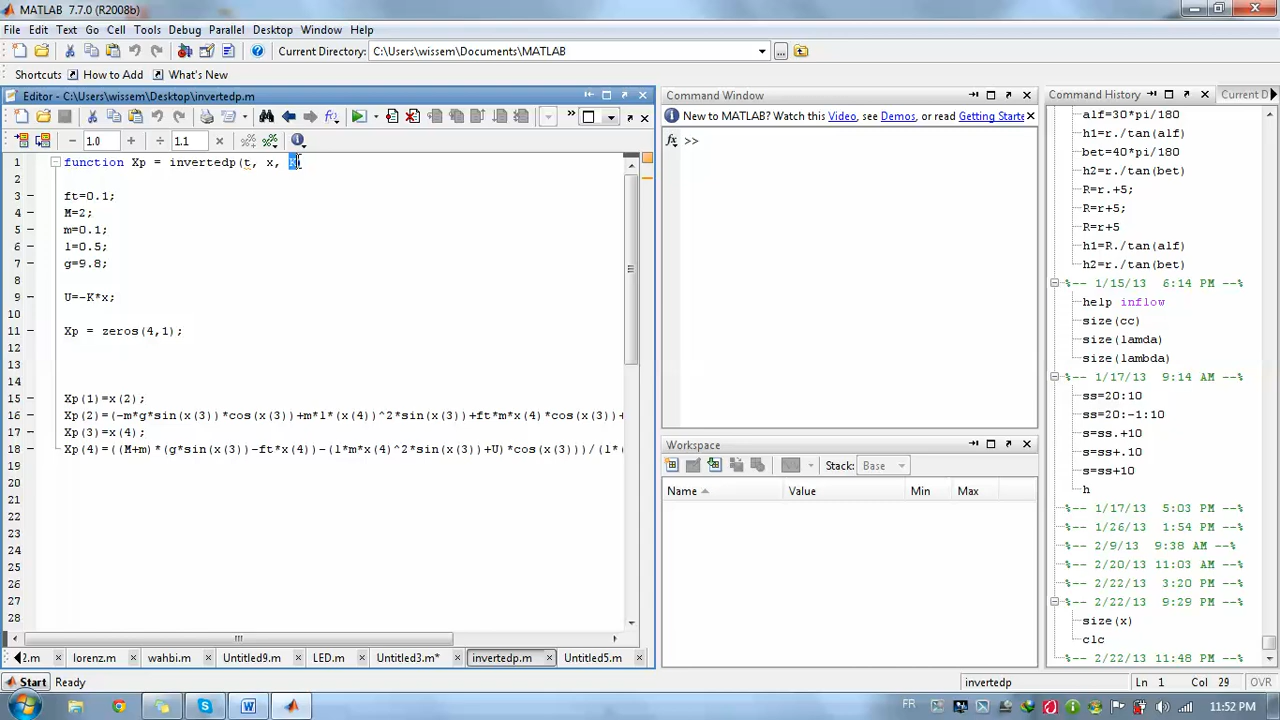 MATLAB 7.7.0 (R2008b)
File Edit Text Go Cell Tools Debug Parallel Desktop Window Help
Current Directory: C:\Users\wissem\Documents\MATLAB
Shortcuts How to Add What's New
Editor - C:\Users\wissem\Desktop\invertedp.m
1.0 1.1
1 function Xp = invertedp(t, x, K)
2
3 ft=0.1;
4 M=2;
5 m=0.1;
6 l=0.5;
7 g=9.8;
8
9 U=-K*x;
10
11 Xp = zeros(4,1);
12
13
14
15 Xp(1)=x(2);
16 Xp(2)=(-m*g*sin(x(3))*cos(x(3))+m*l*(x(4))^2*sin(x(3))+ft*m*x(4)*cos(x(3))+
17 Xp(3)=x(4);
18 Xp(4)=((M+m)*(g*sin(x(3))-ft*x(4))-(l*m*x(4)^2*sin(x(3))+U)*cos(x(3)))/(l*(
19
20
21
22
23
24
25
26
27
28
2.m lorenz.m wahbi.m Untitled9.m LED.m Untitled3.m* invertedp.m Untitled5.m
Command Window
New to MATLAB? Watch this Video, see Demos, or read Getting Starte
fx >>
Workspace
Stack: Base
Name Value Min Max
Command History Current D
alf=30*pi/180
h1=r./tan(alf)
bet=40*pi/180
h2=r./tan(bet)
R=r.+5;
R=r+5;
R=r+5
h1=R./tan(alf)
h2=r./tan(bet)
%-- 1/15/13 6:14 PM --%
help inflow
size(cc)
size(lamda)
size(lambda)
%-- 1/17/13 9:14 AM --%
ss=20:10
ss=20:-1:10
s=ss.+10
s=ss+.10
s=ss+10
h
%-- 1/17/13 5:03 PM --%
%-- 1/26/13 1:54 PM --%
%-- 2/9/13 9:38 AM --%
%-- 2/20/13 11:03 AM --%
%-- 2/22/13 3:20 PM --%
%-- 2/22/13 9:29 PM --%
size(x)
clc
%-- 2/22/13 11:48 PM --%
Start Ready
invertedp Ln 1 Col 29 OVR
FR 11:52 PM